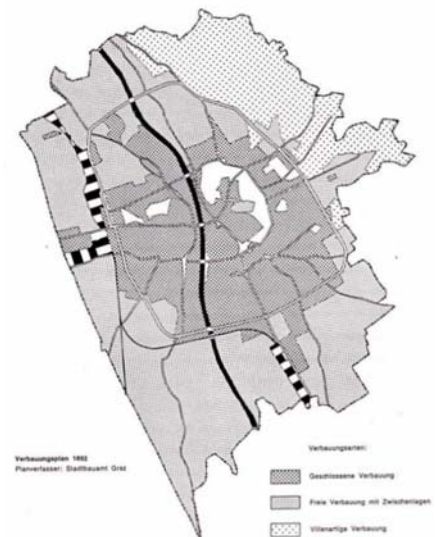 Verbauungsplan 1892
Planverfasser: Stadtbauamt Graz
Verbauungsarten:
Geschlossene Verbauung
Freie Verbauung mit Zwischenlagen
Villenartige Verbauung